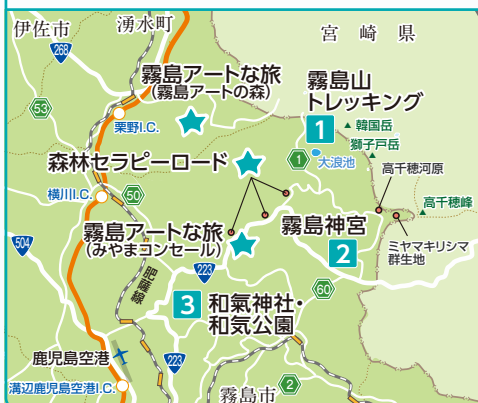 伊佐市
湧水町
宮崎県
268
霧島アートな旅
(霧島アートの森)
霧島山
トレッキング
53
栗野I.C.
1
韓国岳
獅子戸岳
大浪池
1
森林セラピーロード
高千穂河原
横川I.C.
50
高千穂峰
霧島アートな旅
(みやまコンセール)
霧島神宮
2
ミヤマキリシマ
群生地
504
223
肥薩線
60
3
和氣神社・
和気公園
鹿児島空港
223
溝辺鹿児島空港I.C.
霧島市
2